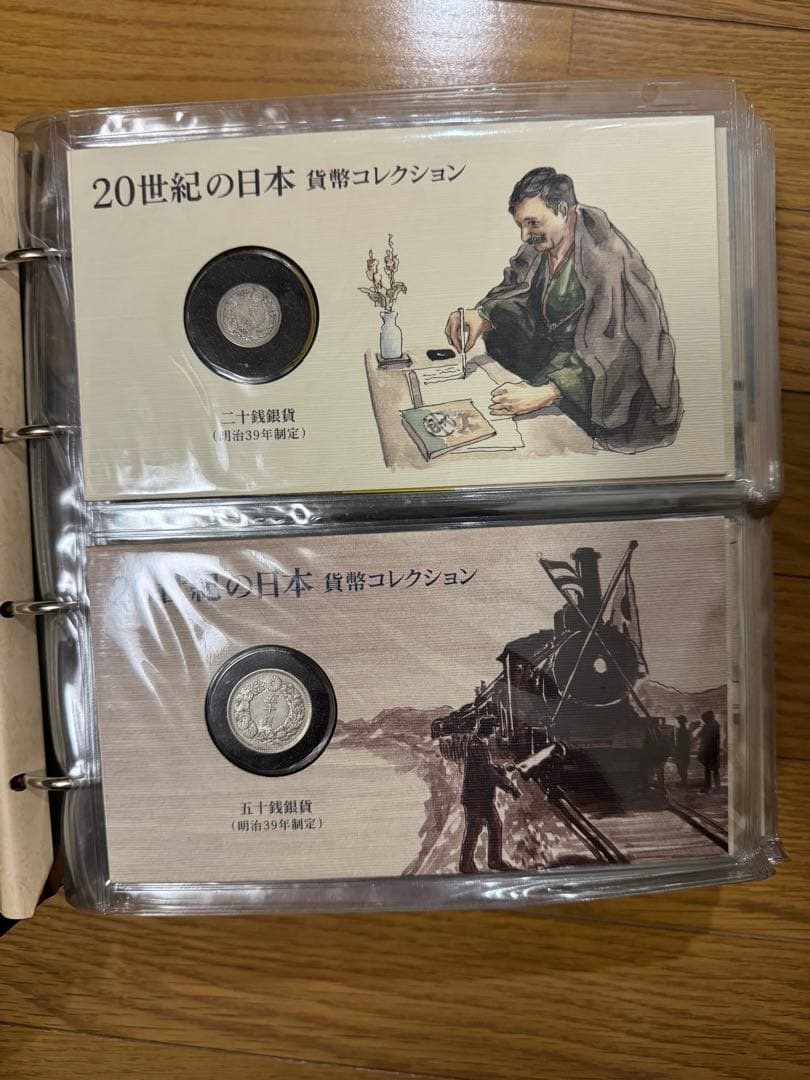 20世紀の日本 貨幣コレクション
二十銭銀貨
(明治39年制定)
20世紀の日本 貨幣コレクション
五十銭銀貨
(明治39年制定)